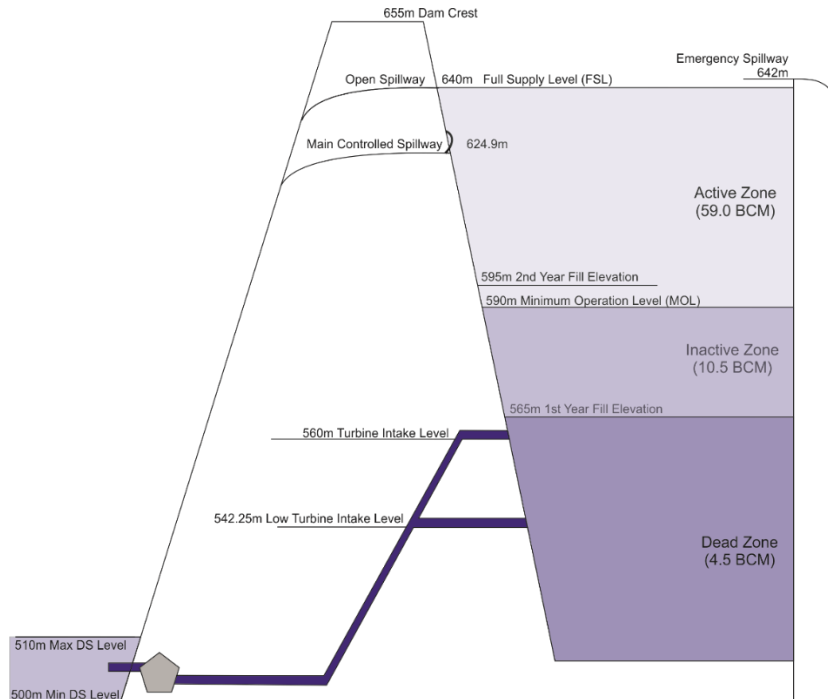 655m Dam Crest
Emergency Spillway
642m
Open Spillway
640m Full Supply Level (FSL)
Main Controlled Spillway
624.9m
Active Zone
(59.0 BCM)
595m 2nd Year Fill Elevation
590m Minimum Operation Level (MOL)
Inactive Zone
(10.5 BCM)
565m 1st Year Fill Elevation
560m Turbine Intake Level
542.25m Low Turbine Intake Level
Dead Zone
(4.5 BCM)
510m Max DS Level
500m Min DS Level